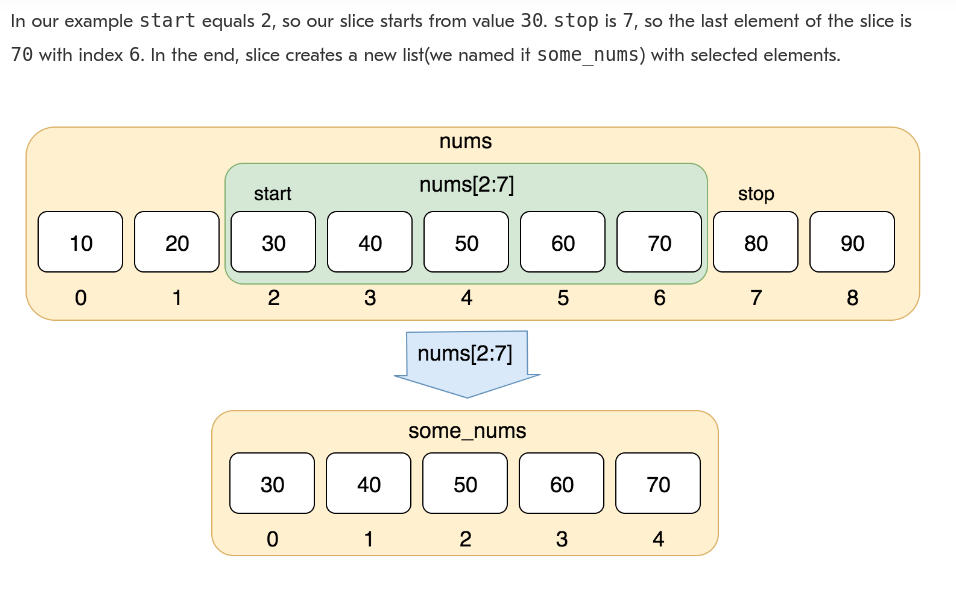 In our example start equals 2, so our slice starts from value 30. stop is 7, so the last element of the slice is
70 with index 6. In the end, slice creates a new list(we named it some_nums) with selected elements.
nums
nums[2:7]
start
stop
10 20 30 40 50 60 70 80 90
0 1 2 3 4 5 6 7 8
nums[2:7]
some_nums
30 40 50 60 70
0 1 2 3 4